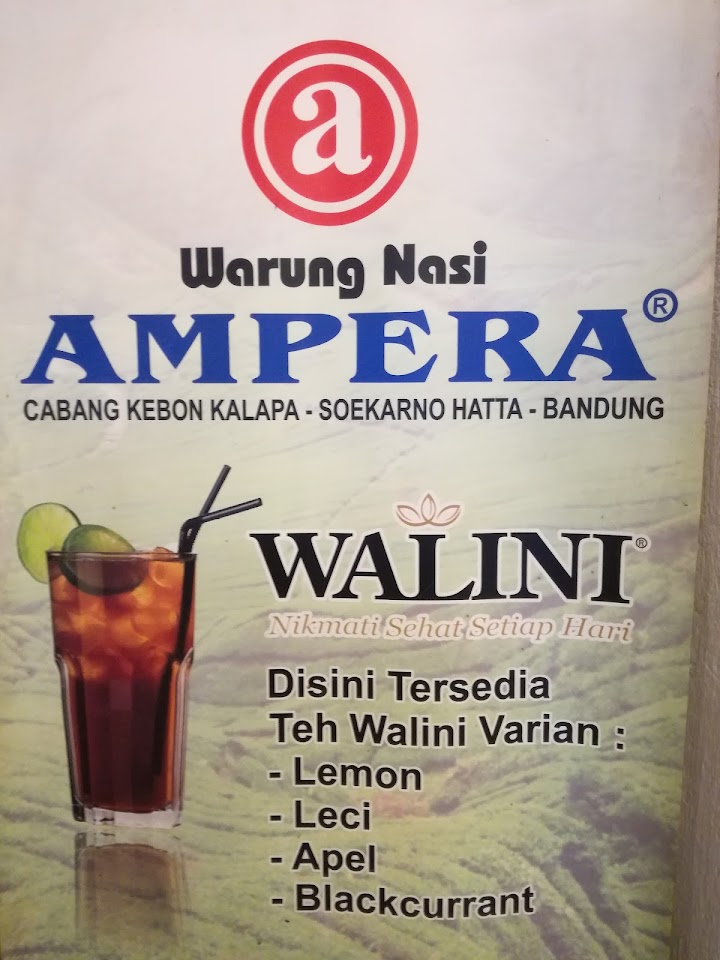 a
Warung Nasi
AMPERA®
CABANG KEBON KALAPA - SOEKARNO HATTA - BANDUNG
WALINI®
Nikmati Sehat Setiap Hari
Disini Tersedia
Teh Walini Varian :
- Lemon
- Leci
- Apel
- Blackcurrant